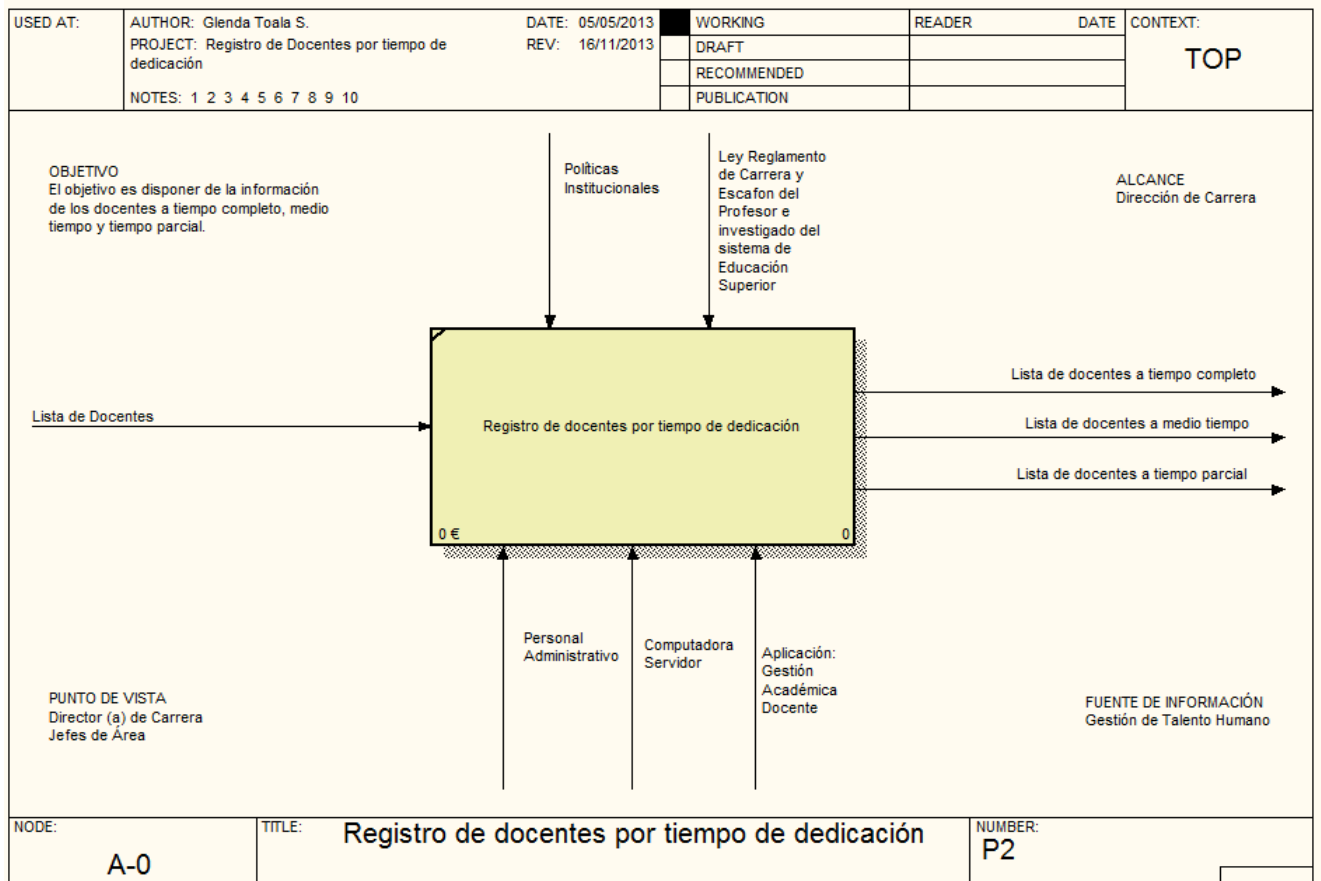 USED AT:
AUTHOR: Glenda Toala S.
DATE: 05/05/2013
PROJECT: Registro de Docentes por tiempo de
dedicación
REV: 16/11/2013
NOTES: 1 2 3 4 5 6 7 8 9 10
WORKING
DRAFT
RECOMMENDED
PUBLICATION
READER
DATE
CONTEXT:
TOP
OBJETIVO
El objetivo es disponer de la información
de los docentes a tiempo completo, medio
tiempo y tiempo parcial.
Políticas
Institucionales
Ley Reglamento
de Carrera y
Escafon del
Profesor e
investigado del
sistema de
Educación
Superior
ALCANCE
Dirección de Carrera
Lista de Docentes
Registro de docentes por tiempo de dedicación
0 €
0
Lista de docentes a tiempo completo
Lista de docentes a medio tiempo
Lista de docentes a tiempo parcial
Personal
Administrativo
Computadora
Servidor
Aplicación:
Gestión
Académica
Docente
PUNTO DE VISTA
Director (a) de Carrera
Jefes de Área
FUENTE DE INFORMACIÓN
Gestión de Talento Humano
NODE:
A-0
TITLE:
Registro de docentes por tiempo de dedicación
NUMBER:
P2